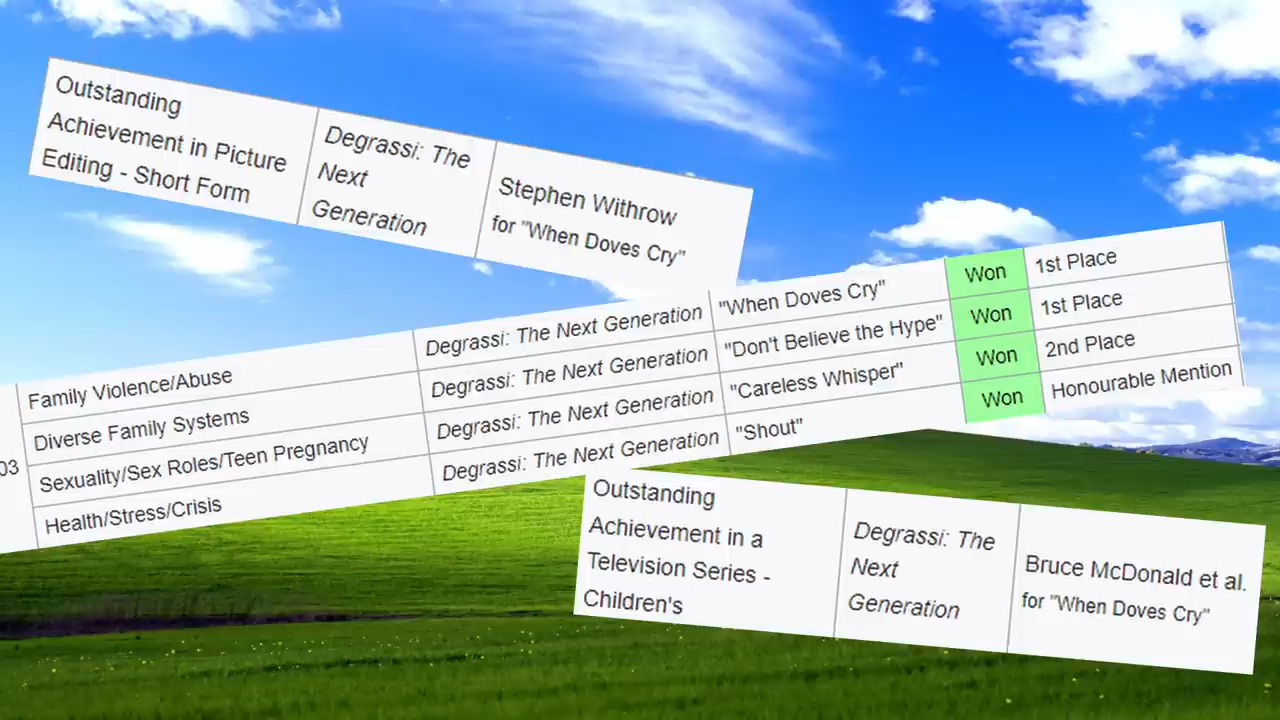 Outstanding
Achievement in Picture
Editing - Short Form
Degrassi: The
Next
Generation
Stephen Withrow
for "When Doves Cry"
03
Family Violence/Abuse Degrassi: The Next Generation "When Doves Cry" Won 1st Place
Diverse Family Systems Degrassi: The Next Generation "Don't Believe the Hype" Won 1st Place
Sexuality/Sex Roles/Teen Pregnancy Degrassi: The Next Generation "Careless Whisper" Won 2nd Place
Health/Stress/Crisis Degrassi: The Next Generation "Shout" Won Honourable Mention
Outstanding
Achievement in a
Television Series -
Children's
Degrassi: The
Next
Generation
Bruce McDonald et al.
for "When Doves Cry"